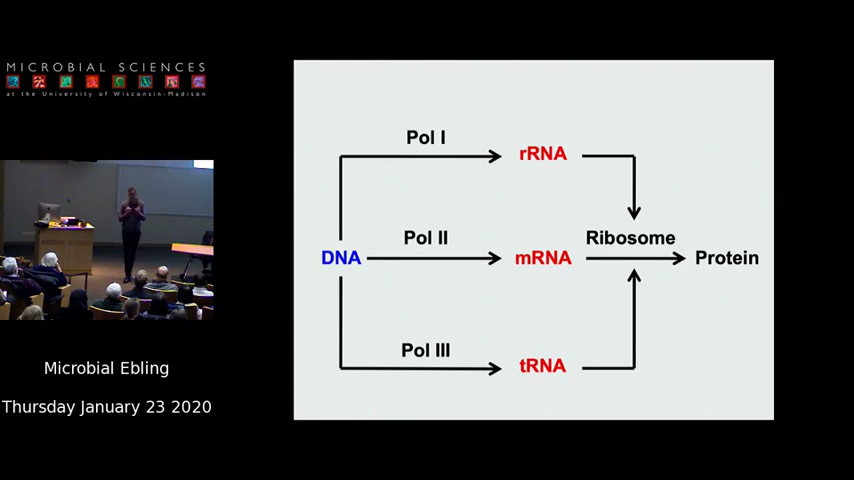 MICROBIAL SCIENCES
at the University of Wisconsin-Madison
Microbial Ebling
Thursday January 23 2020
Pol I
rRNA
Pol II
Ribosome
DNA
mRNA
Protein
Pol III
tRNA